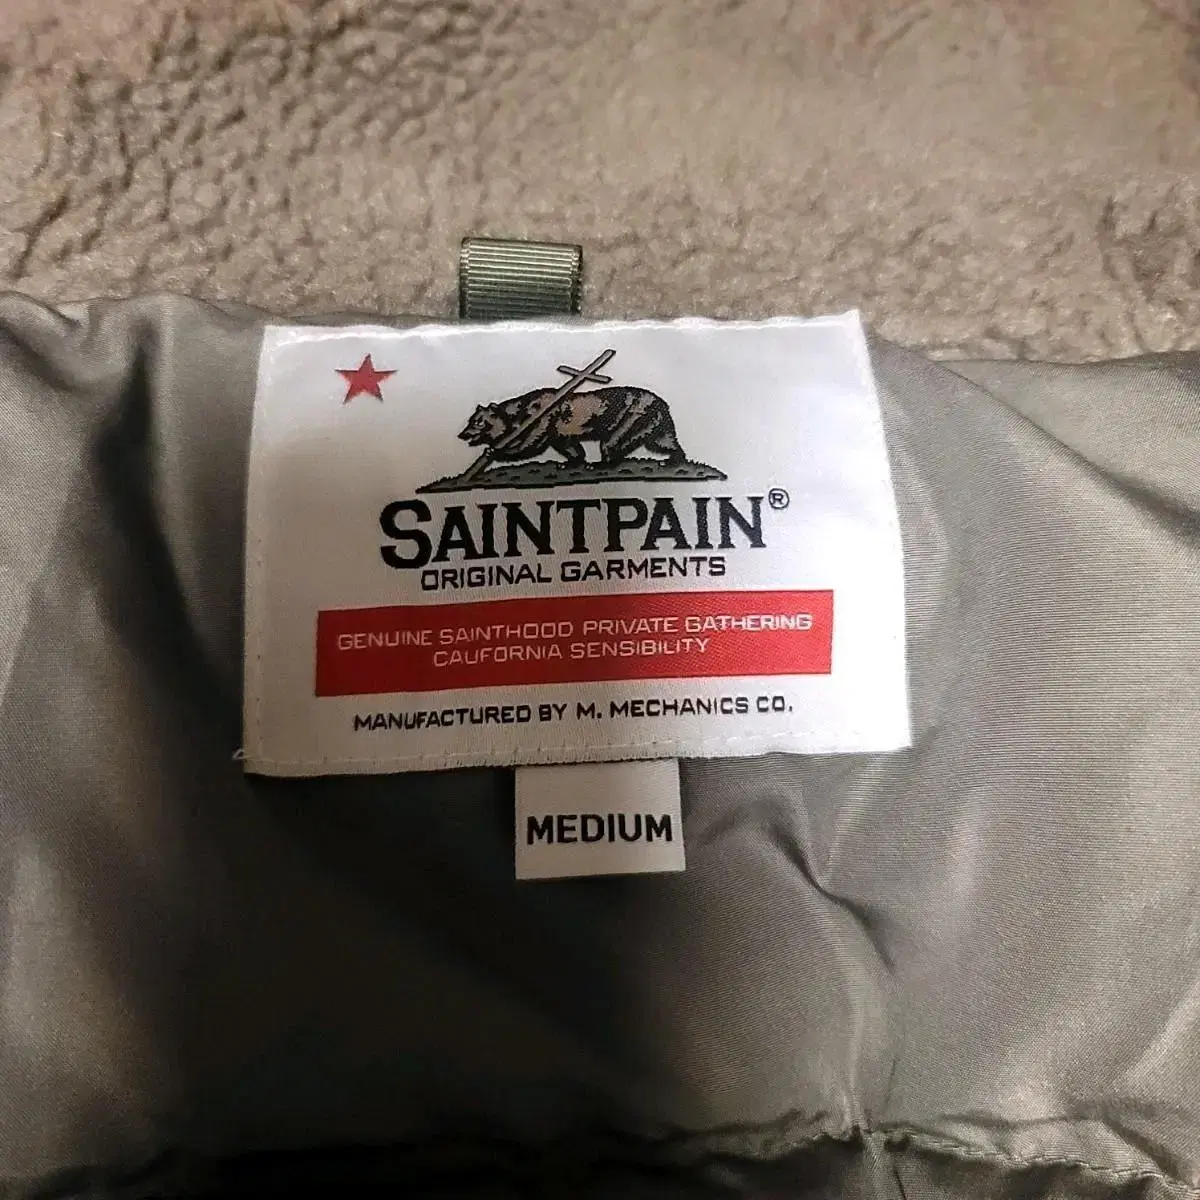 SAINTPAIN®
ORIGINAL GARMENTS
GENUINE SAINTHOOD PRIVATE GATHERING
CALIFORNIA SENSIBILITY
MANUFACTURED BY M. MECHANICS CO.
MEDIUM